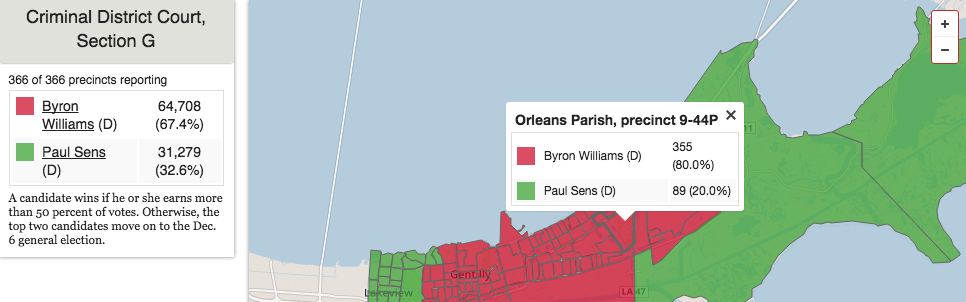 Criminal District Court,
Section G
366 of 366 precincts reporting
Byron
Williams (D)
64,708
(67.4%)
Paul Sens
(D)
31,279
(32.6%)
A candidate wins if he or she earns more
than 50 percent of votes. Otherwise, the
top two candidates move on to the Dec.
6 general election.
+
−
Orleans Parish, precinct 9-44P ×
Byron Williams (D)
355
(80.0%)
Paul Sens (D) 89 (20.0%)
11
Gentilly
Lakeview
LA 47